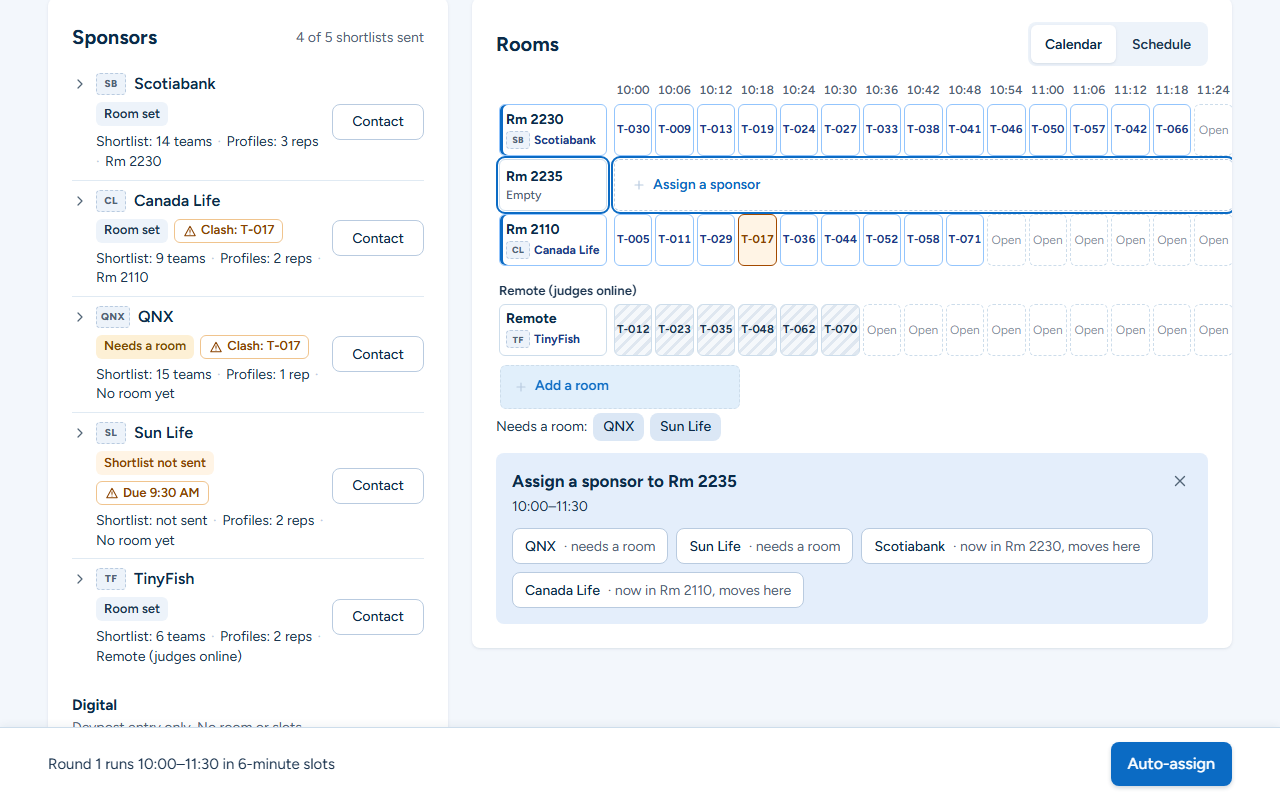 Sponsors
4 of 5 shortlists sent
SB Scotiabank
Room set
Shortlist: 14 teams · Profiles: 3 reps
· Rm 2230
Contact
CL Canada Life
Room set Clash: T-017
Shortlist: 9 teams · Profiles: 2 reps ·
Rm 2110
Contact
QNX QNX
Needs a room Clash: T-017
Shortlist: 15 teams · Profiles: 1 rep ·
No room yet
Contact
SL Sun Life
Shortlist not sent
Due 9:30 AM
Shortlist: not sent · Profiles: 2 reps ·
No room yet
Contact
TF TinyFish
Room set
Shortlist: 6 teams · Profiles: 2 reps ·
Remote (judges online)
Contact
Digital
Devpost entry only. No room or slots.
Rooms
Calendar Schedule
10:00 10:06 10:12 10:18 10:24 10:30 10:36 10:42 10:48 10:54 11:00 11:06 11:12 11:18 11:24
Rm 2230
SB Scotiabank
T-030 T-009 T-013 T-019 T-024 T-027 T-033 T-038 T-041 T-046 T-050 T-057 T-042 T-066 Open
Rm 2235
Empty
+ Assign a sponsor
Rm 2110
CL Canada Life
T-005 T-011 T-029 T-017 T-036 T-044 T-052 T-058 T-071 Open Open Open Open Open Open
Remote (judges online)
Remote
TF TinyFish
T-012 T-023 T-035 T-048 T-062 T-070 Open Open Open Open Open Open Open Open Open
+ Add a room
Needs a room: QNX Sun Life
Assign a sponsor to Rm 2235
10:00–11:30
QNX · needs a room
Sun Life · needs a room
Scotiabank · now in Rm 2230, moves here
Canada Life · now in Rm 2110, moves here
Round 1 runs 10:00–11:30 in 6-minute slots
Auto-assign